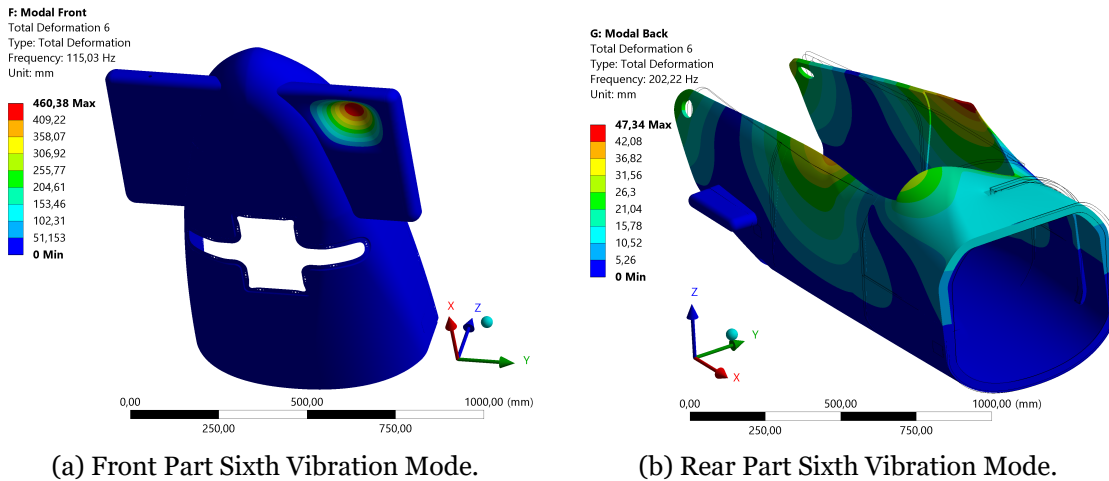 F: Modal Front
Total Deformation 6
Type: Total Deformation
Frequency: 115,03 Hz
Unit: mm
460,38 Max
409,22
358,07
306,92
255,77
204,61
153,46
102,31
51,153
0 Min
X
Z
Y
0,00
500,00
1000,00 (mm)
250,00
750,00
G: Modal Back
Total Deformation 6
Type: Total Deformation
Frequency: 202,22 Hz
Unit: mm
47,34 Max
42,08
36,82
31,56
26,3
21,04
15,78
10,52
5,26
0 Min
Z
Y
X
0,00
500,00
1000,00 (mm)
250,00
750,00
(a) Front Part Sixth Vibration Mode.
(b) Rear Part Sixth Vibration Mode.